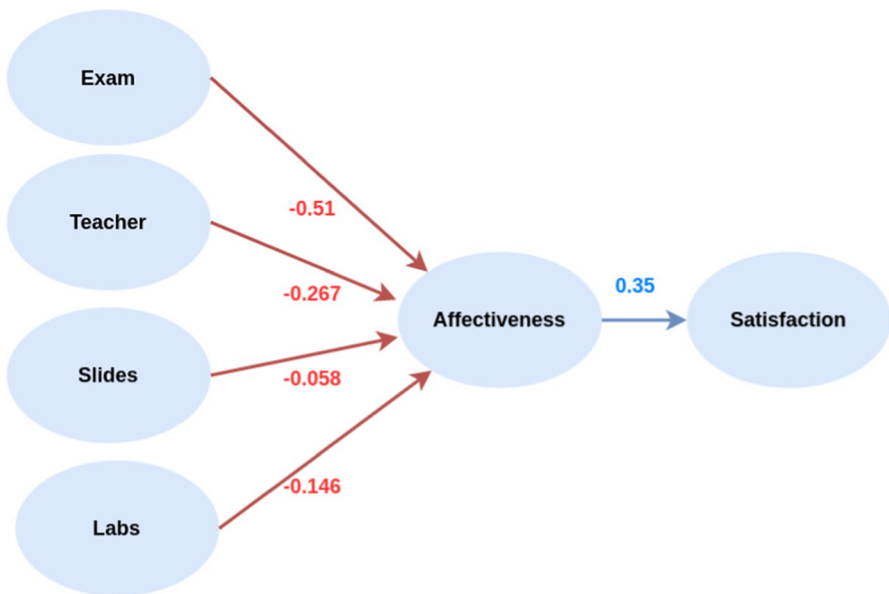 Exam
-0.51
Teacher
-0.267
Affectiveness
0.35
Satisfaction
Slides
-0.058
Labs
-0.146